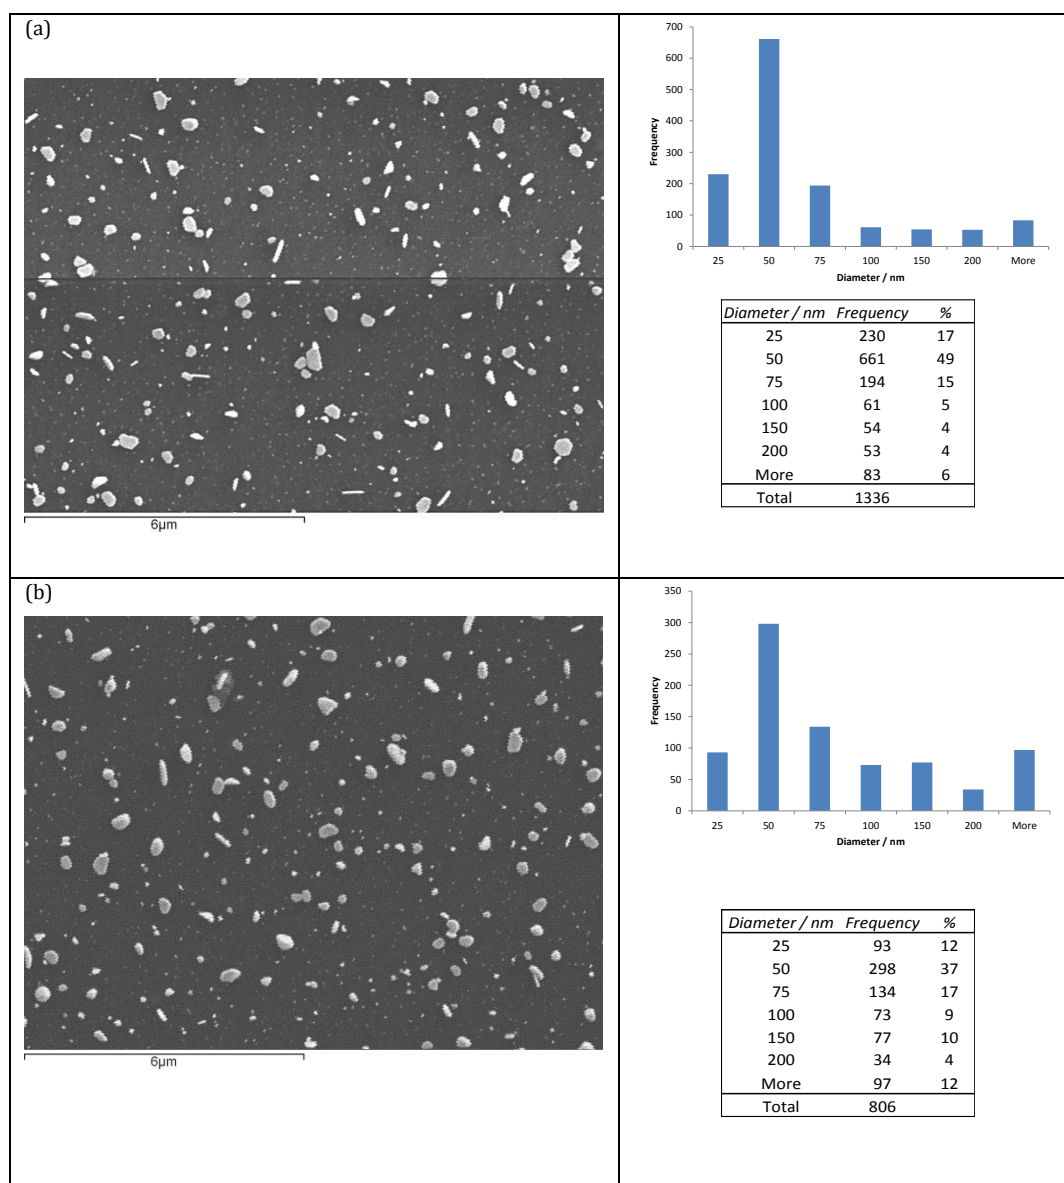 (a)
6µm
700
600
500
400
300
200
100
0
Frequency
25 50 75 100 150 200 More
Diameter / nm
Diameter / nm Frequency %
25 230 17
50 661 49
75 194 15
100 61 5
150 54 4
200 53 4
More 83 6
Total 1336
(b)
6µm
350
300
250
200
150
100
50
0
Frequency
25 50 75 100 150 200 More
Diameter / nm
Diameter / nm Frequency %
25 93 12
50 298 37
75 134 17
100 73 9
150 77 10
200 34 4
More 97 12
Total 806